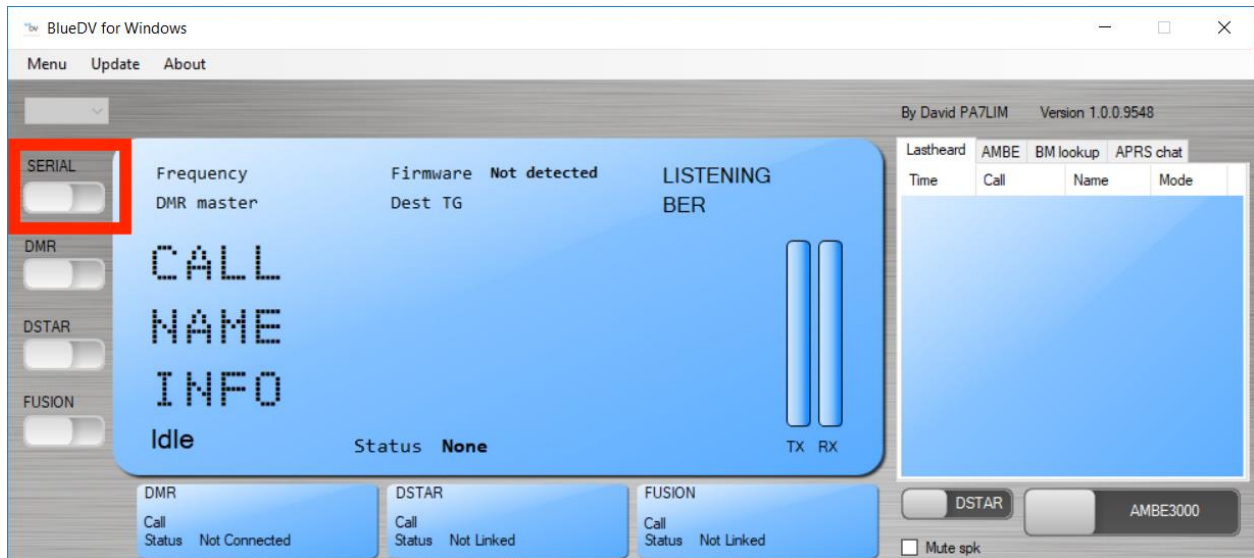 BlueDV for Windows
Menu Update About
By David PA7LIM Version 1.0.0.9548
SERIAL
DMR
DSTAR
FUSION
Frequency Firmware Not detected LISTENING
DMR master Dest TG BER
CALL
NAME
INFO
Idle Status None TX RX
Lastheard AMBE BM lookup APRS chat
Time Call Name Mode
DMR
Call
Status Not Connected
DSTAR
Call
Status Not Linked
FUSION
Call
Status Not Linked
DSTAR AMBE3000
Mute spk